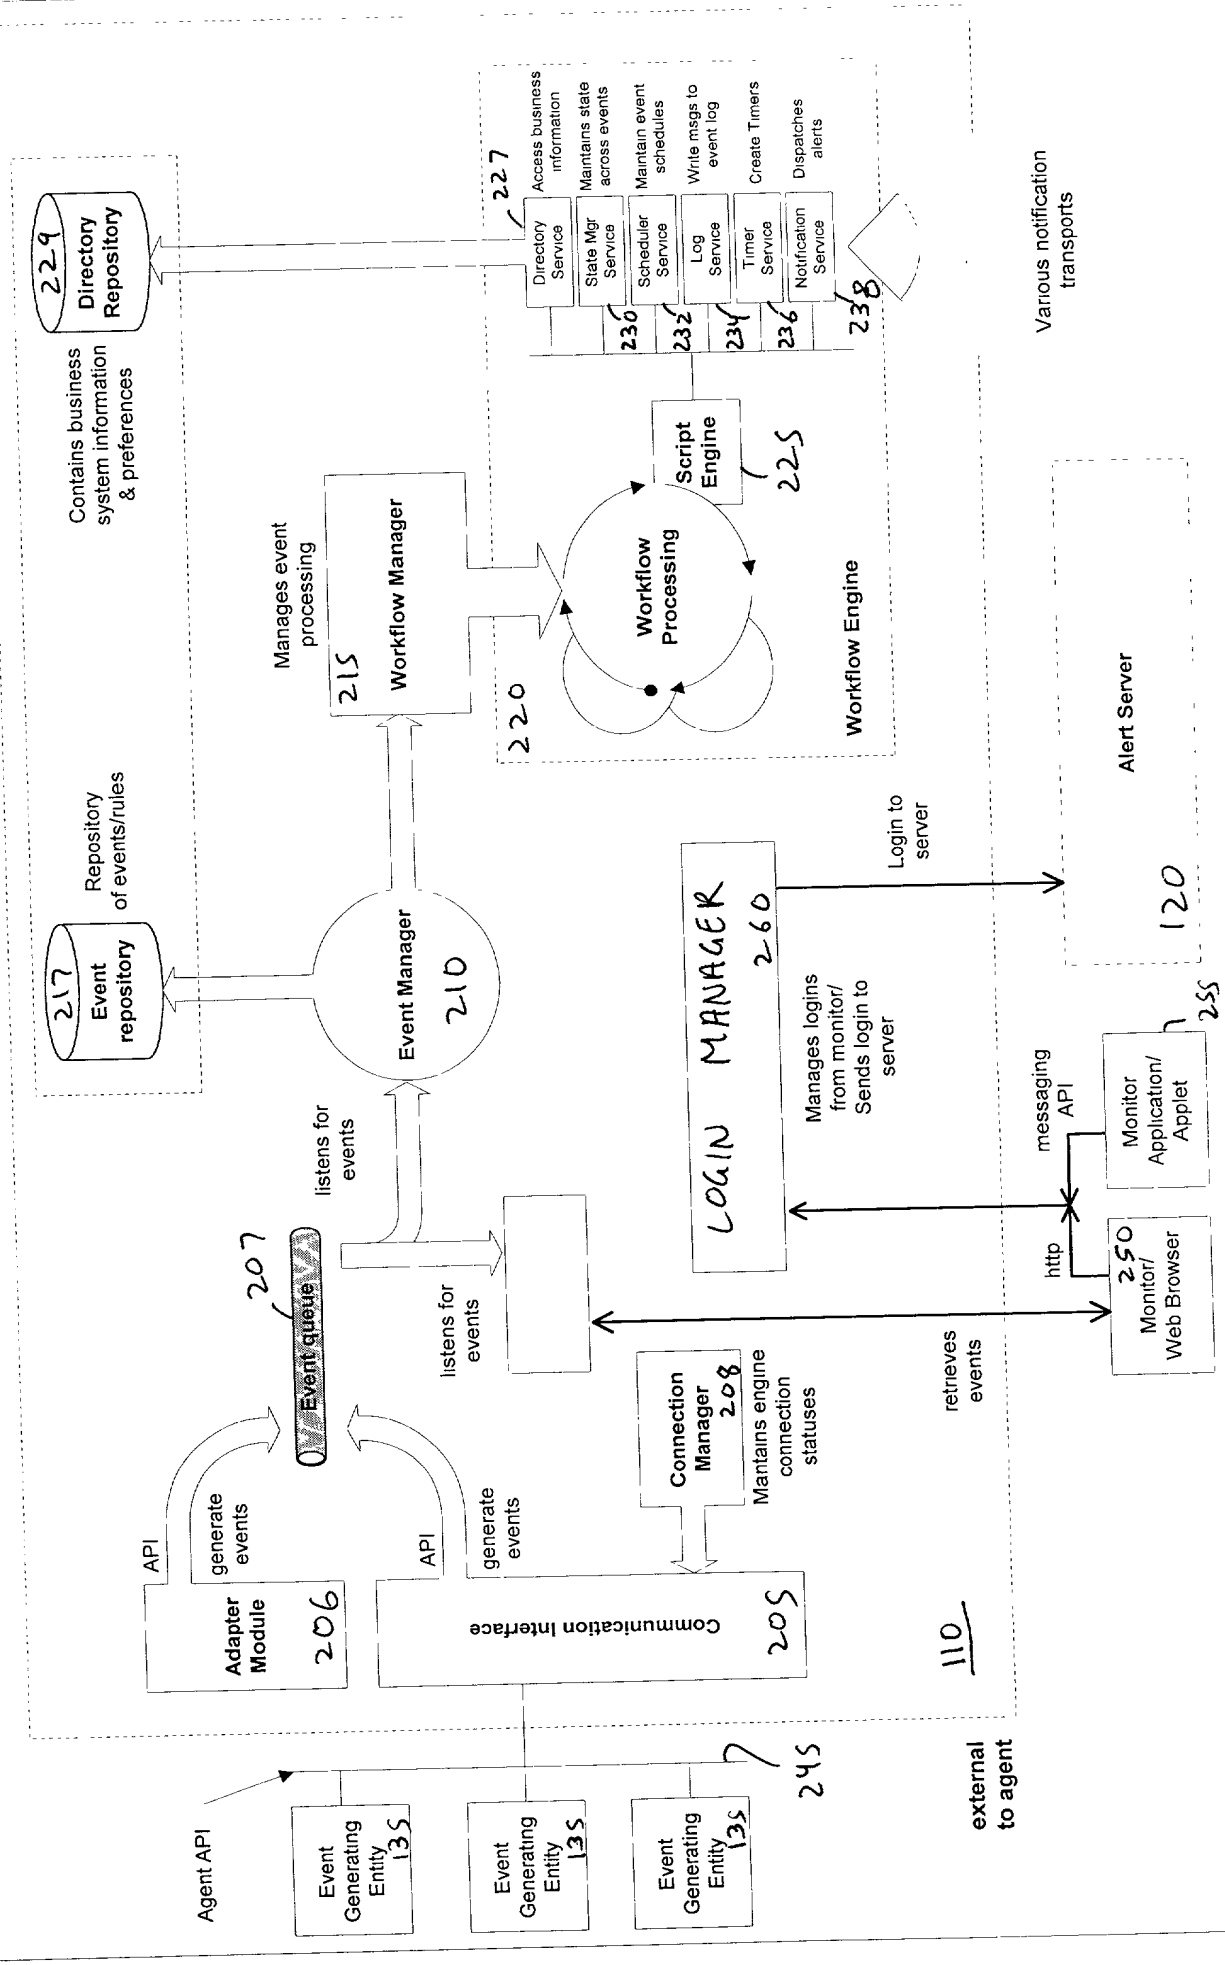 229
Directory
Repository
Contains business
system information
& preferences
217
Event
repository
Repository
of events/rules
227
Directory
Service
Access business
information
State Mgr
Service
Maintains state
across events
230
Scheduler
Service
Maintain event
schedules
232
Log
Service
Write msgs to
event log
234
Timer
Service
Create Timers
236
Notification
Service
Dispatches
alerts
238
Various notification
transports
Manages event
processing
215
Workflow Manager
220
Workflow
Processing
Script
Engine
225
Workflow Engine
Event Manager
210
listens for
events
207
Event queue
listens for
events
API
generate
events
API
generate
events
Adapter
Module
206
Communication Interface
205
Connection
Manager
208
Mantains engine
connection
statuses
LOGIN MANAGER
260
Login to
server
Manages logins
from monitor/
Sends login to
server
Alert Server
120
messaging
API
http
Monitor
Application/
Applet
255
250
Monitor/
Web Browser
retrieves
events
110
external
to agent
Agent API
245
Event
Generating
Entity
135
Event
Generating
Entity
135
Event
Generating
Entity
135